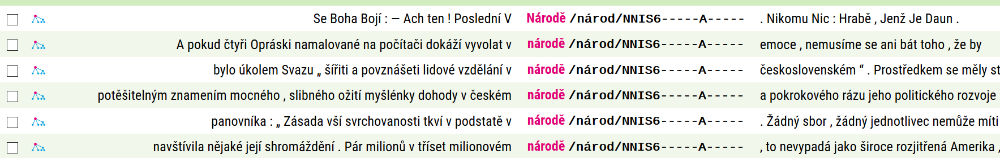 Se Boha Bojí : — Ach ten ! Poslední V Národě /národ/NNIS6-----A----- . Nikomu Nic : Hrabě , Jenž Je Daun .
A pokud čtyři Opráski namalované na počítači dokáží vyvolat v národě /národ/NNIS6-----A----- emoce , nemusíme se ani bát toho , že by
bylo úkolem Svazu „ šířiti a povznášeti lidové vzdělání v národě /národ/NNIS6-----A----- československém “ . Prostředkem se měly st
potěšitelným znamením mocného , slibného ožití myšlénky dohody v českém národě /národ/NNIS6-----A----- a pokrokového rázu jeho politického rozvoje
panovníka : „ Zásada vší svrchovanosti tkví v podstatě v národě /národ/NNIS6-----A----- . Žádný sbor , žádný jednotlivec nemůže míti
navštívila nějaké její shromáždění . Pár milionů v tříset milionovém národě /národ/NNIS6-----A----- , to nevypadá jako široce rozjitřená Amerika ,